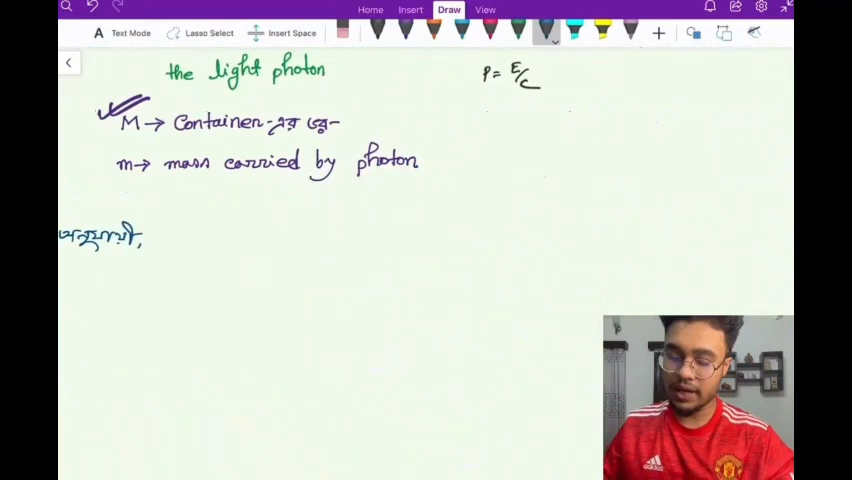 Home Insert Draw View
Text Mode Lasso Select Insert Space
the light photon
P = E/C
M → Container-এর ভর-
m → mass carried by photon
অনুযায়ী,
adidas